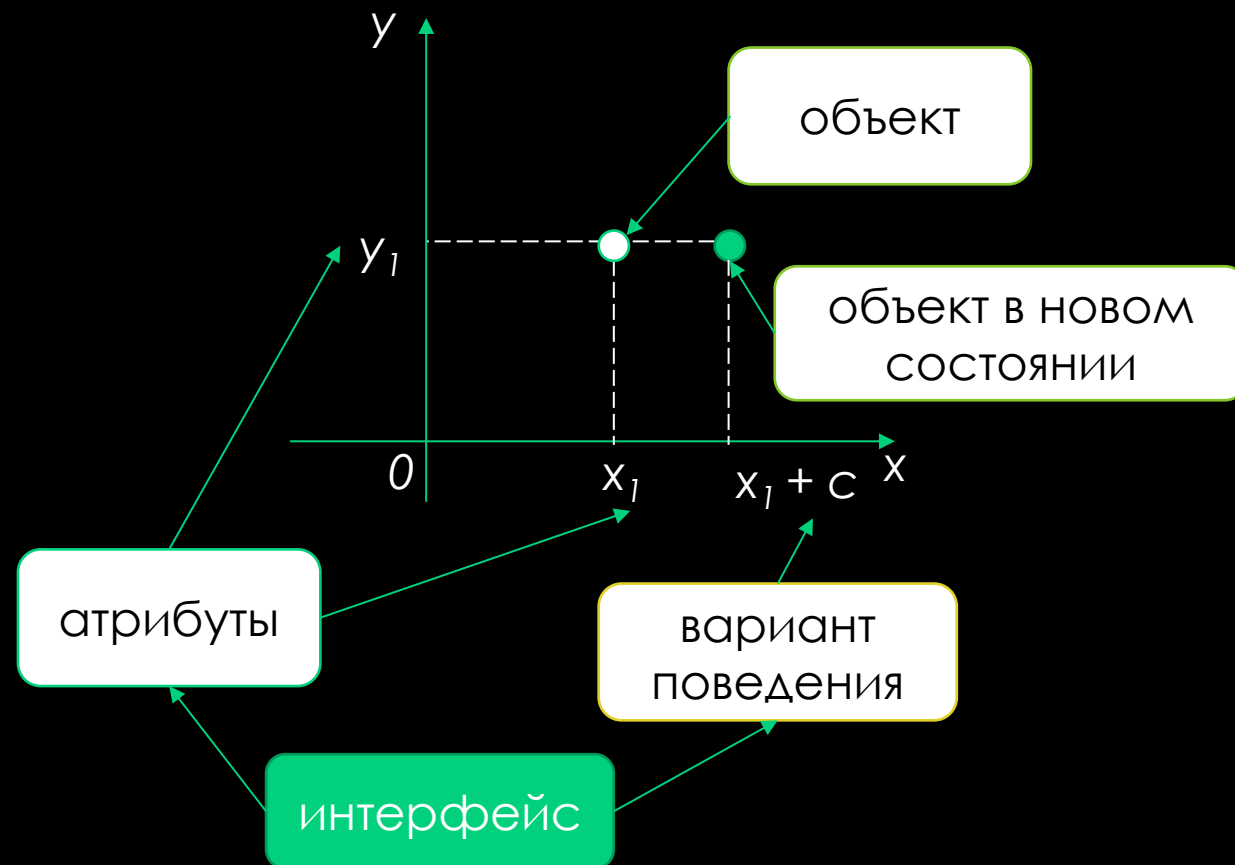 y
объект
y₁
объект в новом
состоянии
0
x₁
x₁ + c
x
атрибуты
вариант
поведения
интерфейс